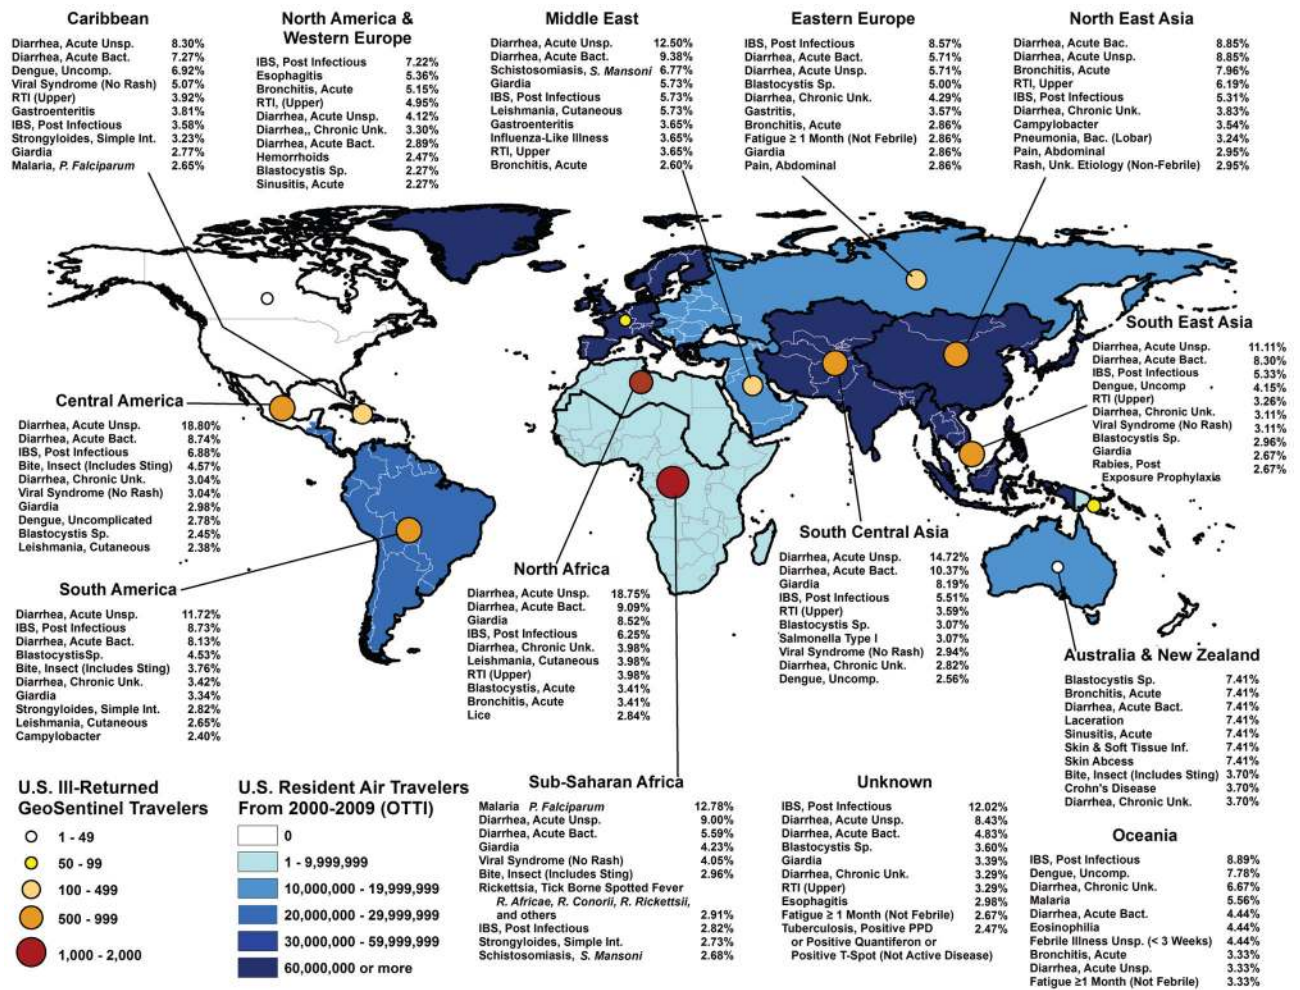 Caribbean
Diarrhea, Acute Unsp. 8.30%
Diarrhea, Acute Bact. 7.27%
Dengue, Uncomp. 6.92%
Viral Syndrome (No Rash) 5.07%
RTI (Upper) 3.92%
Gastroenteritis 3.81%
IBS, Post Infectious 3.58%
Strongyloides, Simple Int. 3.23%
Giardia 2.77%
Malaria, P. Falciparum 2.65%
North America &
Western Europe
IBS, Post Infectious 7.22%
Esophagitis 5.36%
Bronchitis, Acute 5.15%
RTI, (Upper) 4.95%
Diarrhea, Acute Unsp. 4.12%
Diarrhea,, Chronic Unk. 3.30%
Diarrhea, Acute Bact. 2.89%
Hemorrhoids 2.47%
Blastocystis Sp. 2.27%
Sinusitis, Acute 2.27%
Middle East
Diarrhea, Acute Unsp. 12.50%
Diarrhea, Acute Bact. 9.38%
Schistosomiasis, S. Mansoni 6.77%
Giardia 5.73%
IBS, Post Infectious 5.73%
Leishmania, Cutaneous 5.73%
Gastroenteritis 3.65%
Influenza-Like Illness 3.65%
RTI, Upper 3.65%
Bronchitis, Acute 2.60%
Eastern Europe
IBS, Post Infectious 8.57%
Diarrhea, Acute Bact. 5.71%
Diarrhea, Acute Unsp. 5.71%
Blastocystis Sp. 5.00%
Diarrhea, Chronic Unk. 4.29%
Gastritis, 3.57%
Bronchitis, Acute 2.86%
Fatigue ≥ 1 Month (Not Febrile) 2.86%
Giardia 2.86%
Pain, Abdominal 2.86%
North East Asia
Diarrhea, Acute Bac. 8.85%
Diarrhea, Acute Unsp. 8.85%
Bronchitis, Acute 7.96%
RTI, Upper 6.19%
IBS, Post Infectious 5.31%
Diarrhea, Chronic Unk. 3.83%
Campylobacter 3.54%
Pneumonia, Bac. (Lobar) 3.24%
Pain, Abdominal 2.95%
Rash, Unk. Etiology (Non-Febrile) 2.95%
South East Asia
Diarrhea, Acute Unsp. 11.11%
Diarrhea, Acute Bact. 8.30%
IBS, Post Infectious 5.33%
Dengue, Uncomp 4.15%
RTI (Upper) 3.26%
Diarrhea, Chronic Unk. 3.11%
Viral Syndrome (No Rash) 3.11%
Blastocystis Sp. 2.96%
Giardia 2.67%
Rabies, Post 2.67%
Exposure Prophylaxis
Central America
Diarrhea, Acute Unsp. 18.80%
Diarrhea, Acute Bact. 8.74%
IBS, Post Infectious 6.88%
Bite, Insect (Includes Sting) 4.57%
Diarrhea, Chronic Unk. 3.04%
Viral Syndrome (No Rash) 3.04%
Giardia 2.98%
Dengue, Uncomplicated 2.78%
Blastocystis Sp. 2.45%
Leishmania, Cutaneous 2.38%
South America
Diarrhea, Acute Unsp. 11.72%
IBS, Post Infectious 8.73%
Diarrhea, Acute Bact. 8.13%
BlastocystisSp. 4.53%
Bite, Insect (Includes Sting) 3.76%
Diarrhea, Chronic Unk. 3.42%
Giardia 3.34%
Strongyloides, Simple Int. 2.82%
Leishmania, Cutaneous 2.65%
Campylobacter 2.40%
North Africa
Diarrhea, Acute Unsp. 18.75%
Diarrhea, Acute Bact. 9.09%
Giardia 8.52%
IBS, Post Infectious 6.25%
Diarrhea, Chronic Unk. 3.98%
Leishmania, Cutaneous 3.98%
RTI (Upper) 3.98%
Blastocystis, Acute 3.41%
Bronchitis, Acute 3.41%
Lice 2.84%
South Central Asia
Diarrhea, Acute Unsp. 14.72%
Diarrhea, Acute Bact. 10.37%
Giardia 8.19%
IBS, Post Infectious 5.51%
RTI (Upper) 3.59%
Blastocystis Sp. 3.07%
Salmonella Type I 3.07%
Viral Syndrome (No Rash) 2.94%
Diarrhea, Chronic Unk. 2.82%
Dengue, Uncomp. 2.56%
Australia & New Zealand
Blastocystis Sp. 7.41%
Bronchitis, Acute 7.41%
Diarrhea, Acute Bact. 7.41%
Laceration 7.41%
Sinusitis, Acute 7.41%
Skin & Soft Tissue Inf. 7.41%
Skin Abcess 7.41%
Bite, Insect (Includes Sting) 3.70%
Crohn's Disease 3.70%
Diarrhea, Chronic Unk. 3.70%
U.S. Ill-Returned
GeoSentinel Travelers
1 - 49
50 - 99
100 - 499
500 - 999
1,000 - 2,000
U.S. Resident Air Travelers
From 2000-2009 (OTTI)
0
1 - 9,999,999
10,000,000 - 19,999,999
20,000,000 - 29,999,999
30,000,000 - 59,999,999
60,000,000 or more
Sub-Saharan Africa
Malaria P. Falciparum 12.78%
Diarrhea, Acute Unsp. 9.00%
Diarrhea, Acute Bact. 5.59%
Giardia 4.23%
Viral Syndrome (No Rash) 4.05%
Bite, Insect (Includes Sting) 2.96%
Rickettsia, Tick Borne Spotted Fever
R. Africae, R. Conorii, R. Rickettsii,
and others 2.91%
IBS, Post Infectious 2.82%
Strongyloides, Simple Int. 2.73%
Schistosomiasis, S. Mansoni 2.68%
Unknown
IBS, Post Infectious 12.02%
Diarrhea, Acute Unsp. 8.43%
Diarrhea, Acute Bact. 4.83%
Blastocystis Sp. 3.60%
Giardia 3.39%
Diarrhea, Chronic Unk. 3.29%
RTI (Upper) 3.29%
Esophagitis 2.98%
Fatigue ≥ 1 Month (Not Febrile) 2.67%
Tuberculosis, Positive PPD 2.47%
or Positive Quantiferon or
Positive T-Spot (Not Active Disease)
Oceania
IBS, Post Infectious 8.89%
Dengue, Uncomp. 7.78%
Diarrhea, Chronic Unk. 6.67%
Malaria 5.56%
Diarrhea, Acute Bact. 4.44%
Eosinophilia 4.44%
Febrile Illness Unsp. (< 3 Weeks) 4.44%
Bronchitis, Acute 3.33%
Diarrhea, Acute Unsp. 3.33%
Fatigue ≥1 Month (Not Febrile) 3.33%